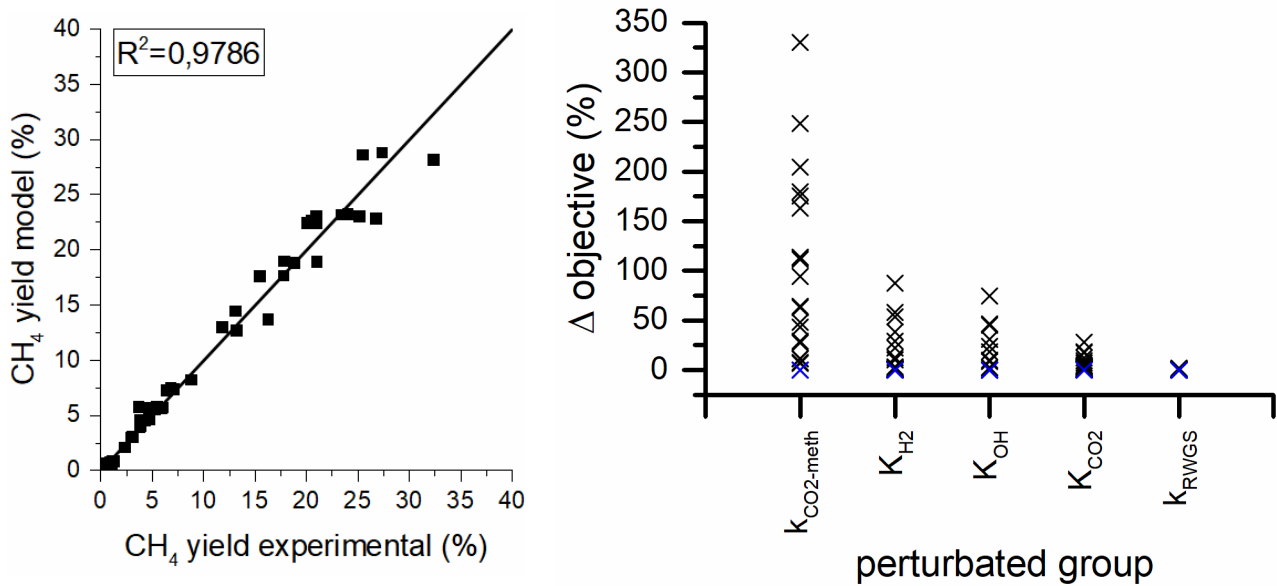 R²=0,9786
CH₄ yield model (%)
40
35
30
25
20
15
10
5
0
0 5 10 15 20 25 30 35 40
CH₄ yield experimental (%)
Δ objective (%)
350
300
250
200
150
100
50
0
k_CO2-meth
K_H2
K_OH
K_CO2
k_RWGS
perturbated group